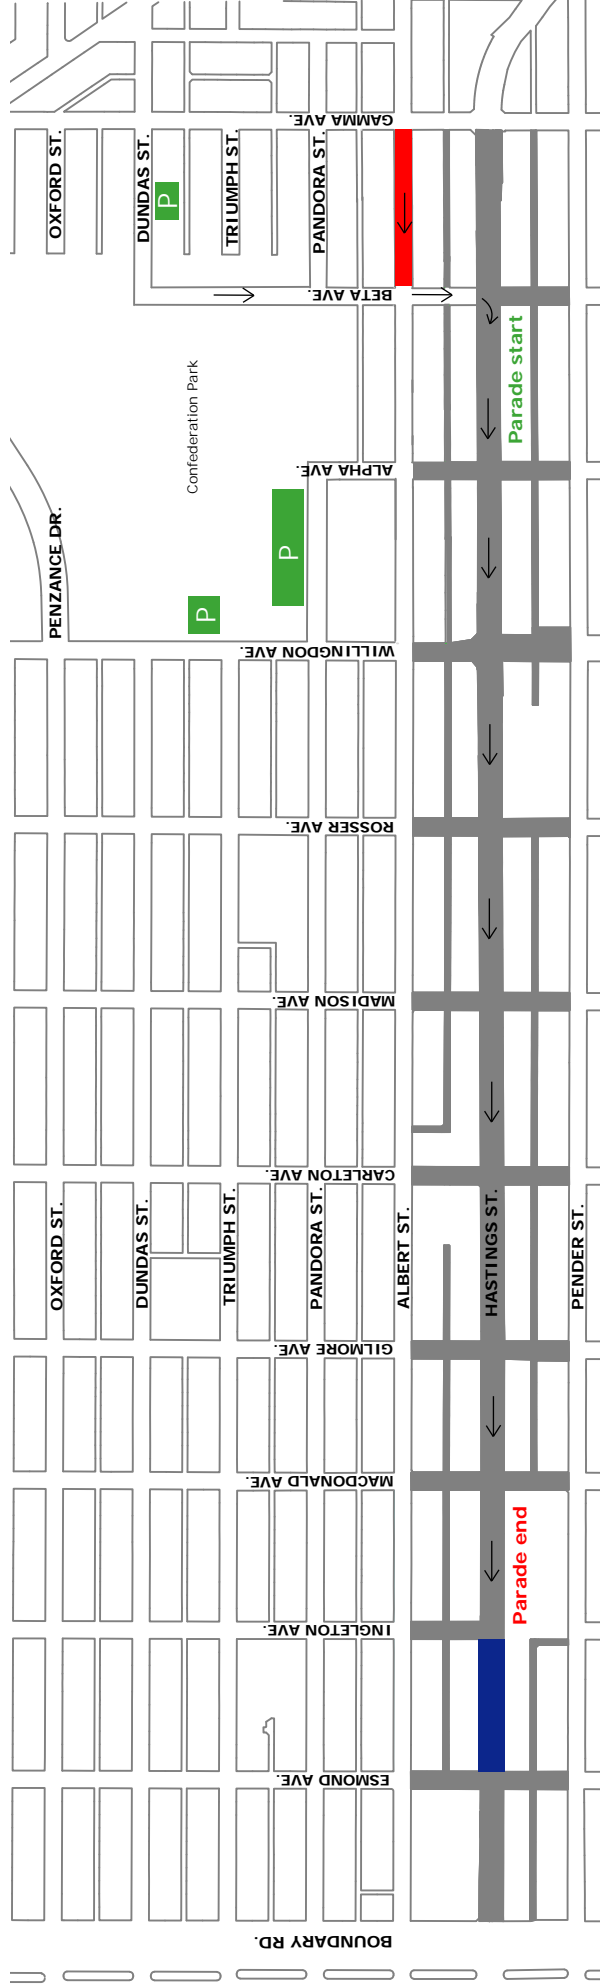 GAMMA AVE.
OXFORD ST.
DUNDAS ST.
P
TRIUMPH ST.
PANDORA ST.
BETA AVE.
Parade start
Confederation Park
ALPHA AVE.
PENZANCE DR.
P
P
WILLINGDON AVE.
ROSSER AVE.
MADISON AVE.
CARLETON AVE.
OXFORD ST.
DUNDAS ST.
TRIUMPH ST.
PANDORA ST.
ALBERT ST.
HASTINGS ST.
PENDER ST.
GILMORE AVE.
MACDONALD AVE.
Parade end
INGLETON AVE.
ESMOND AVE.
BOUNDARY RD.